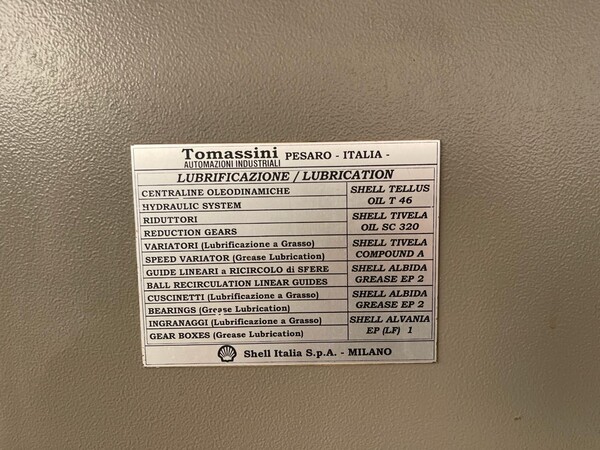 Tomassini PESARO - ITALIA -
AUTOMAZIONI INDUSTRIALI
LUBRIFICAZIONE / LUBRICATION
CENTRALINE OLEODINAMICHE
HYDRAULIC SYSTEM
SHELL TELLUS
OIL T 46
RIDUTTORI
REDUCTION GEARS
SHELL TIVELA
OIL SC 320
VARIATORI (Lubrificazione a Grasso)
SPEED VARIATOR (Grease Lubrication)
SHELL TIVELA
COMPOUND A
GUIDE LINEARI a RICIRCOLO di SFERE
BALL RECIRCULATION LINEAR GUIDES
SHELL ALBIDA
GREASE EP 2
CUSCINETTI (Lubrificazione a Grasso)
BEARINGS (Grease Lubrication)
SHELL ALBIDA
GREASE EP 2
INGRANAGGI (Lubrificazione a Grasso)
GEAR BOXES (Grease Lubrication)
SHELL ALVANIA
EP (LF) 1
Shell Italia S.p.A. - MILANO